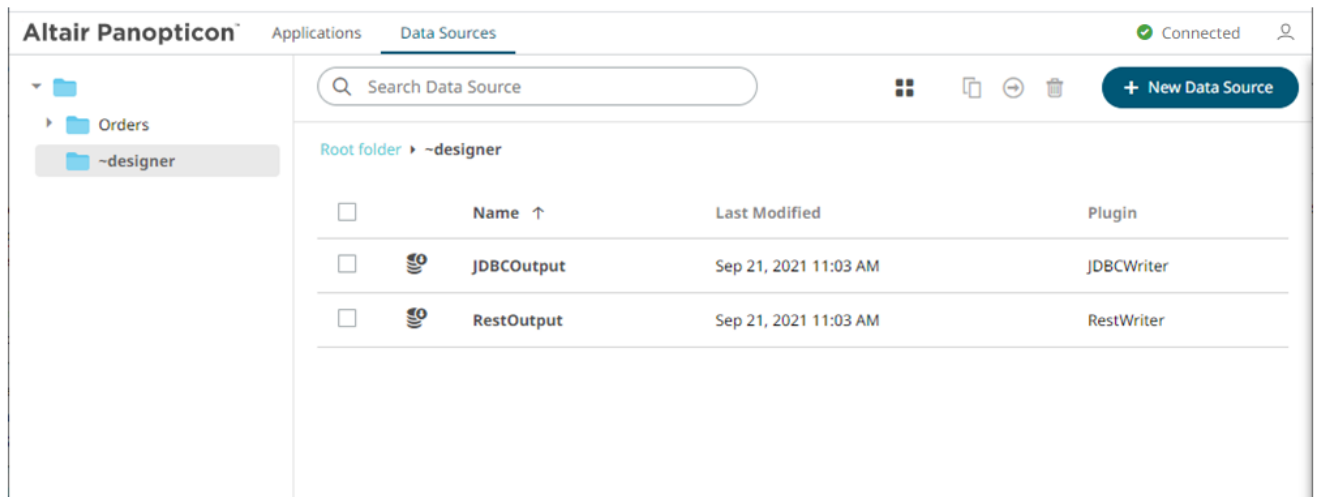 Altair Panopticon™ Applications Data Sources Connected
Search Data Source + New Data Source
Orders
~designer
Root folder ▸ ~designer
Name ↑ Last Modified Plugin
JDBCOutput Sep 21, 2021 11:03 AM JDBCWriter
RestOutput Sep 21, 2021 11:03 AM RestWriter